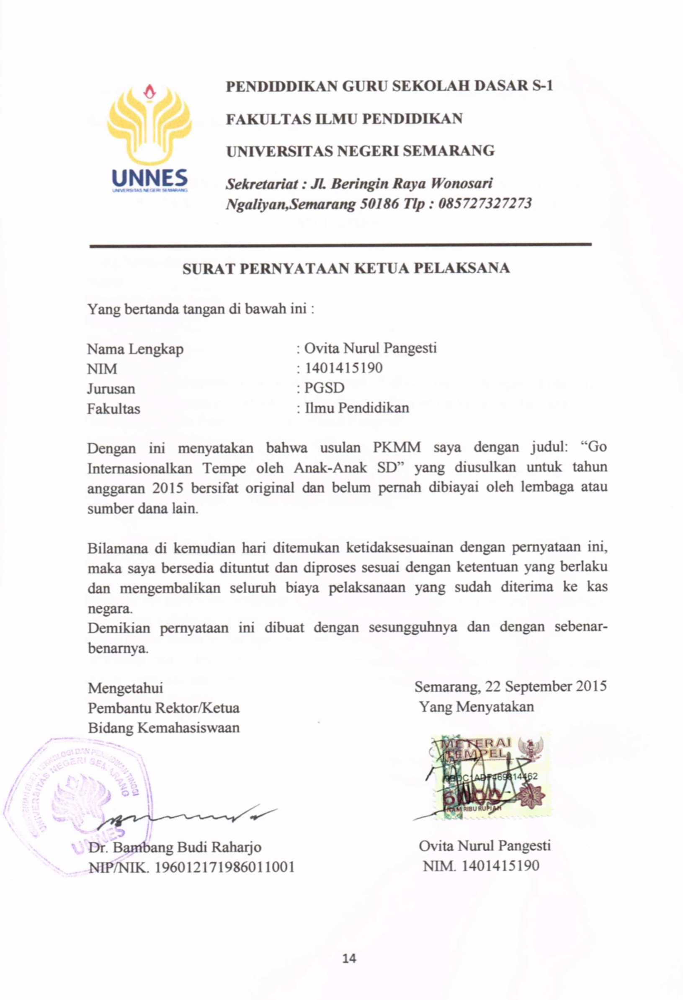 PENDIDDIKAN GURU SEKOLAH DASAR S-1
FAKULTAS ILMU PENDIDIKAN
UNIVERSITAS NEGERI SEMARANG
UNNES
UNIVERSITAS NEGERI SEMARANG
Sekretariat : Jl. Beringin Raya Wonosari
Ngaliyan,Semarang 50186 Tlp : 085727327273
SURAT PERNYATAAN KETUA PELAKSANA
Yang bertanda tangan di bawah ini :
Nama Lengkap : Ovita Nurul Pangesti
NIM : 1401415190
Jurusan : PGSD
Fakultas : Ilmu Pendidikan
Dengan ini menyatakan bahwa usulan PKMM saya dengan judul: “Go
Internasionalkan Tempe oleh Anak-Anak SD” yang diusulkan untuk tahun
anggaran 2015 bersifat original dan belum pernah dibiayai oleh lembaga atau
sumber dana lain.
Bilamana di kemudian hari ditemukan ketidaksesuainan dengan pernyataan ini,
maka saya bersedia dituntut dan diproses sesuai dengan ketentuan yang berlaku
dan mengembalikan seluruh biaya pelaksanaan yang sudah diterima ke kas
negara.
Demikian pernyataan ini dibuat dengan sesungguhnya dan dengan sebenar-
benarnya.
Mengetahui
Pembantu Rektor/Ketua
Bidang Kemahasiswaan
TEKNOLOGI DAN PENDIDIKAN TINGGI
UNIVERSITAS NEGERI SEMARANG
UNNES
Dr. Bambang Budi Raharjo
NIP/NIK. 196012171986011001
Semarang, 22 September 2015
Yang Menyatakan
METERAI
TEMPEL
6000
RIBU RUPIAH
Ovita Nurul Pangesti
NIM. 1401415190
14